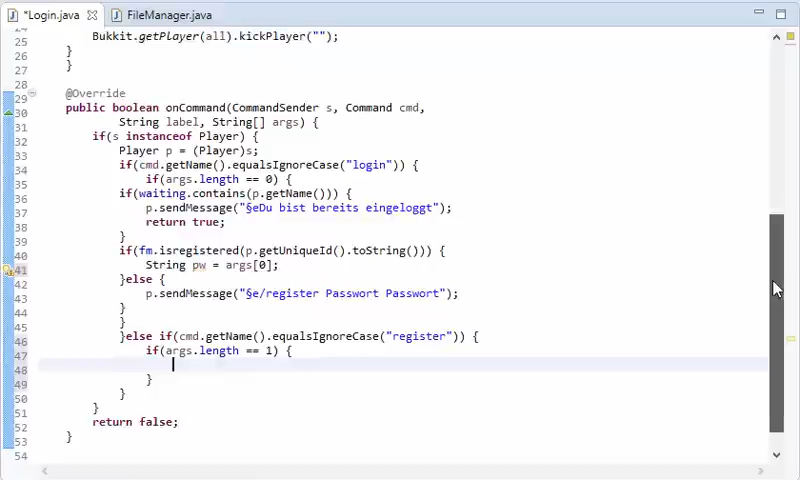 *Login.java
FileManager.java
24
25 Bukkit.getPlayer(all).kickPlayer("");
26 }
27 }
28
29 @Override
30 public boolean onCommand(CommandSender s, Command cmd,
31 String label, String[] args) {
32 if(s instanceof Player) {
33 Player p = (Player)s;
34 if(cmd.getName().equalsIgnoreCase("login")) {
35 if(args.length == 0) {
36 if(waiting.contains(p.getName())) {
37 p.sendMessage("§eDu bist bereits eingeloggt");
38 return true;
39 }
40 if(fm.isregistered(p.getUniqueId().toString())) {
41 String pw = args[0];
42 }else {
43 p.sendMessage("§e/register Passwort Passwort");
44 }
45 }
46 }else if(cmd.getName().equalsIgnoreCase("register")) {
47 if(args.length == 1) {
48
49 }
50 }
51 }
52 return false;
53 }
54